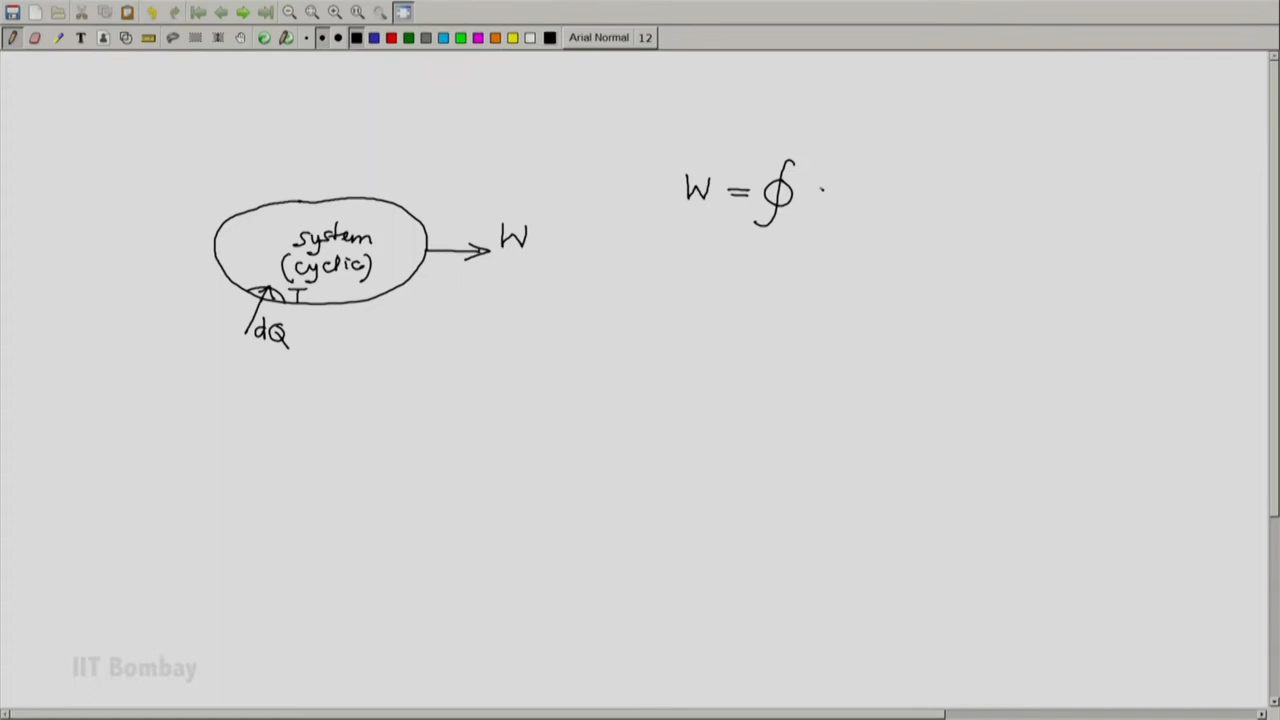 Arial Normal 12
W = ∮
system
W
(cyclic)
T
dQ
IIT Bombay